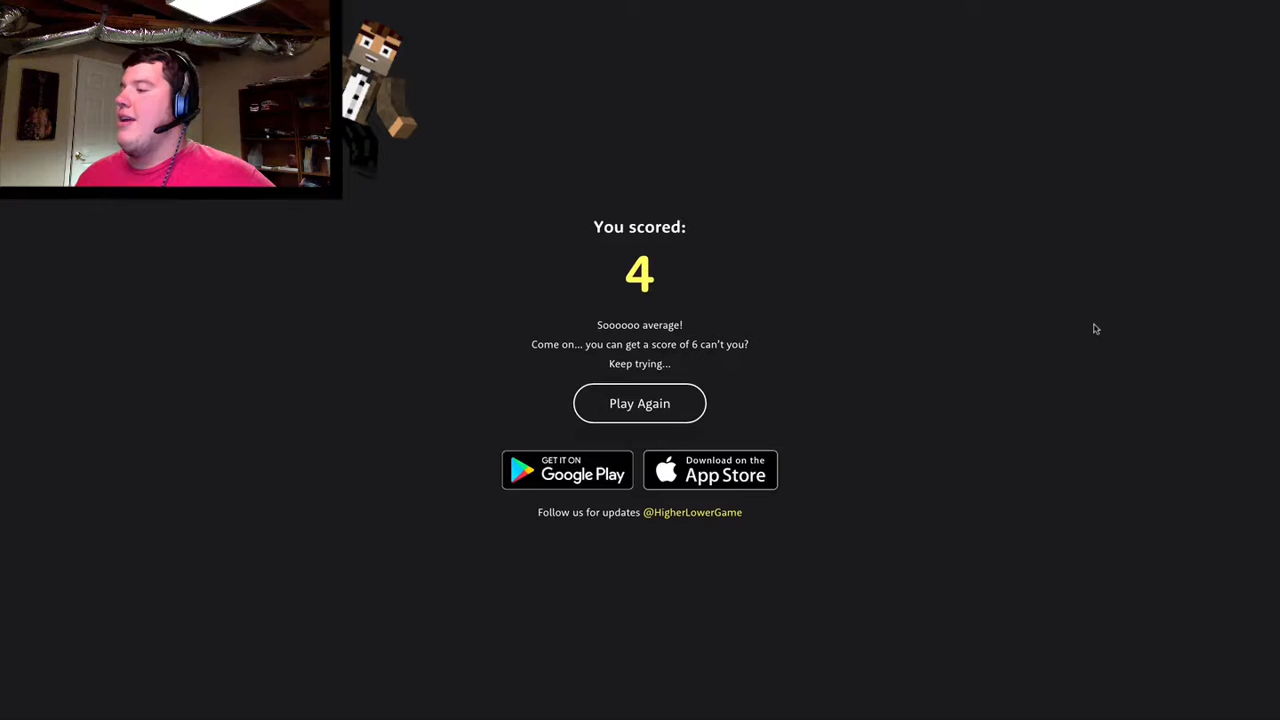 You scored:
4
Soooooo average!
Come on... you can get a score of 6 can't you?
Keep trying...
Play Again
GET IT ON
Google Play
Download on the
App Store
Follow us for updates @HigherLowerGame